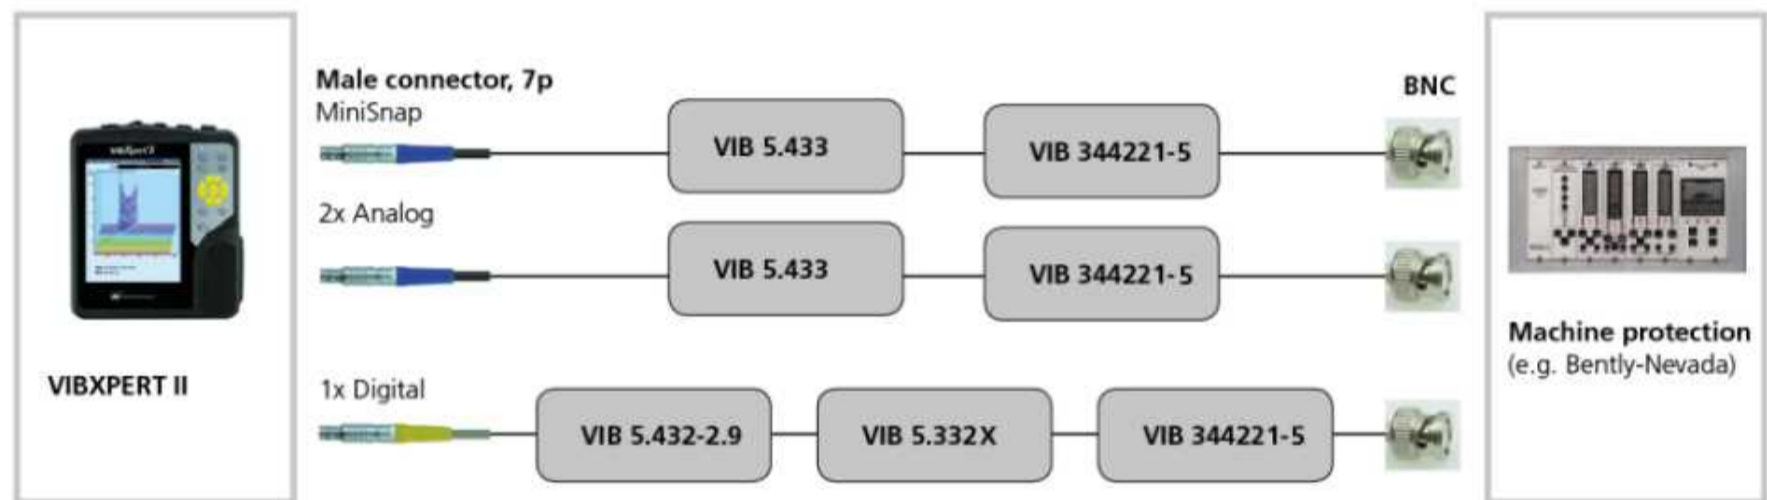 VIBXPERT II
Male connector, 7p
MiniSnap
BNC
VIB 5.433
VIB 344221-5
2x Analog
VIB 5.433
VIB 344221-5
1x Digital
VIB 5.432-2.9
VIB 5.332X
VIB 344221-5
Machine protection
(e.g. Bently-Nevada)